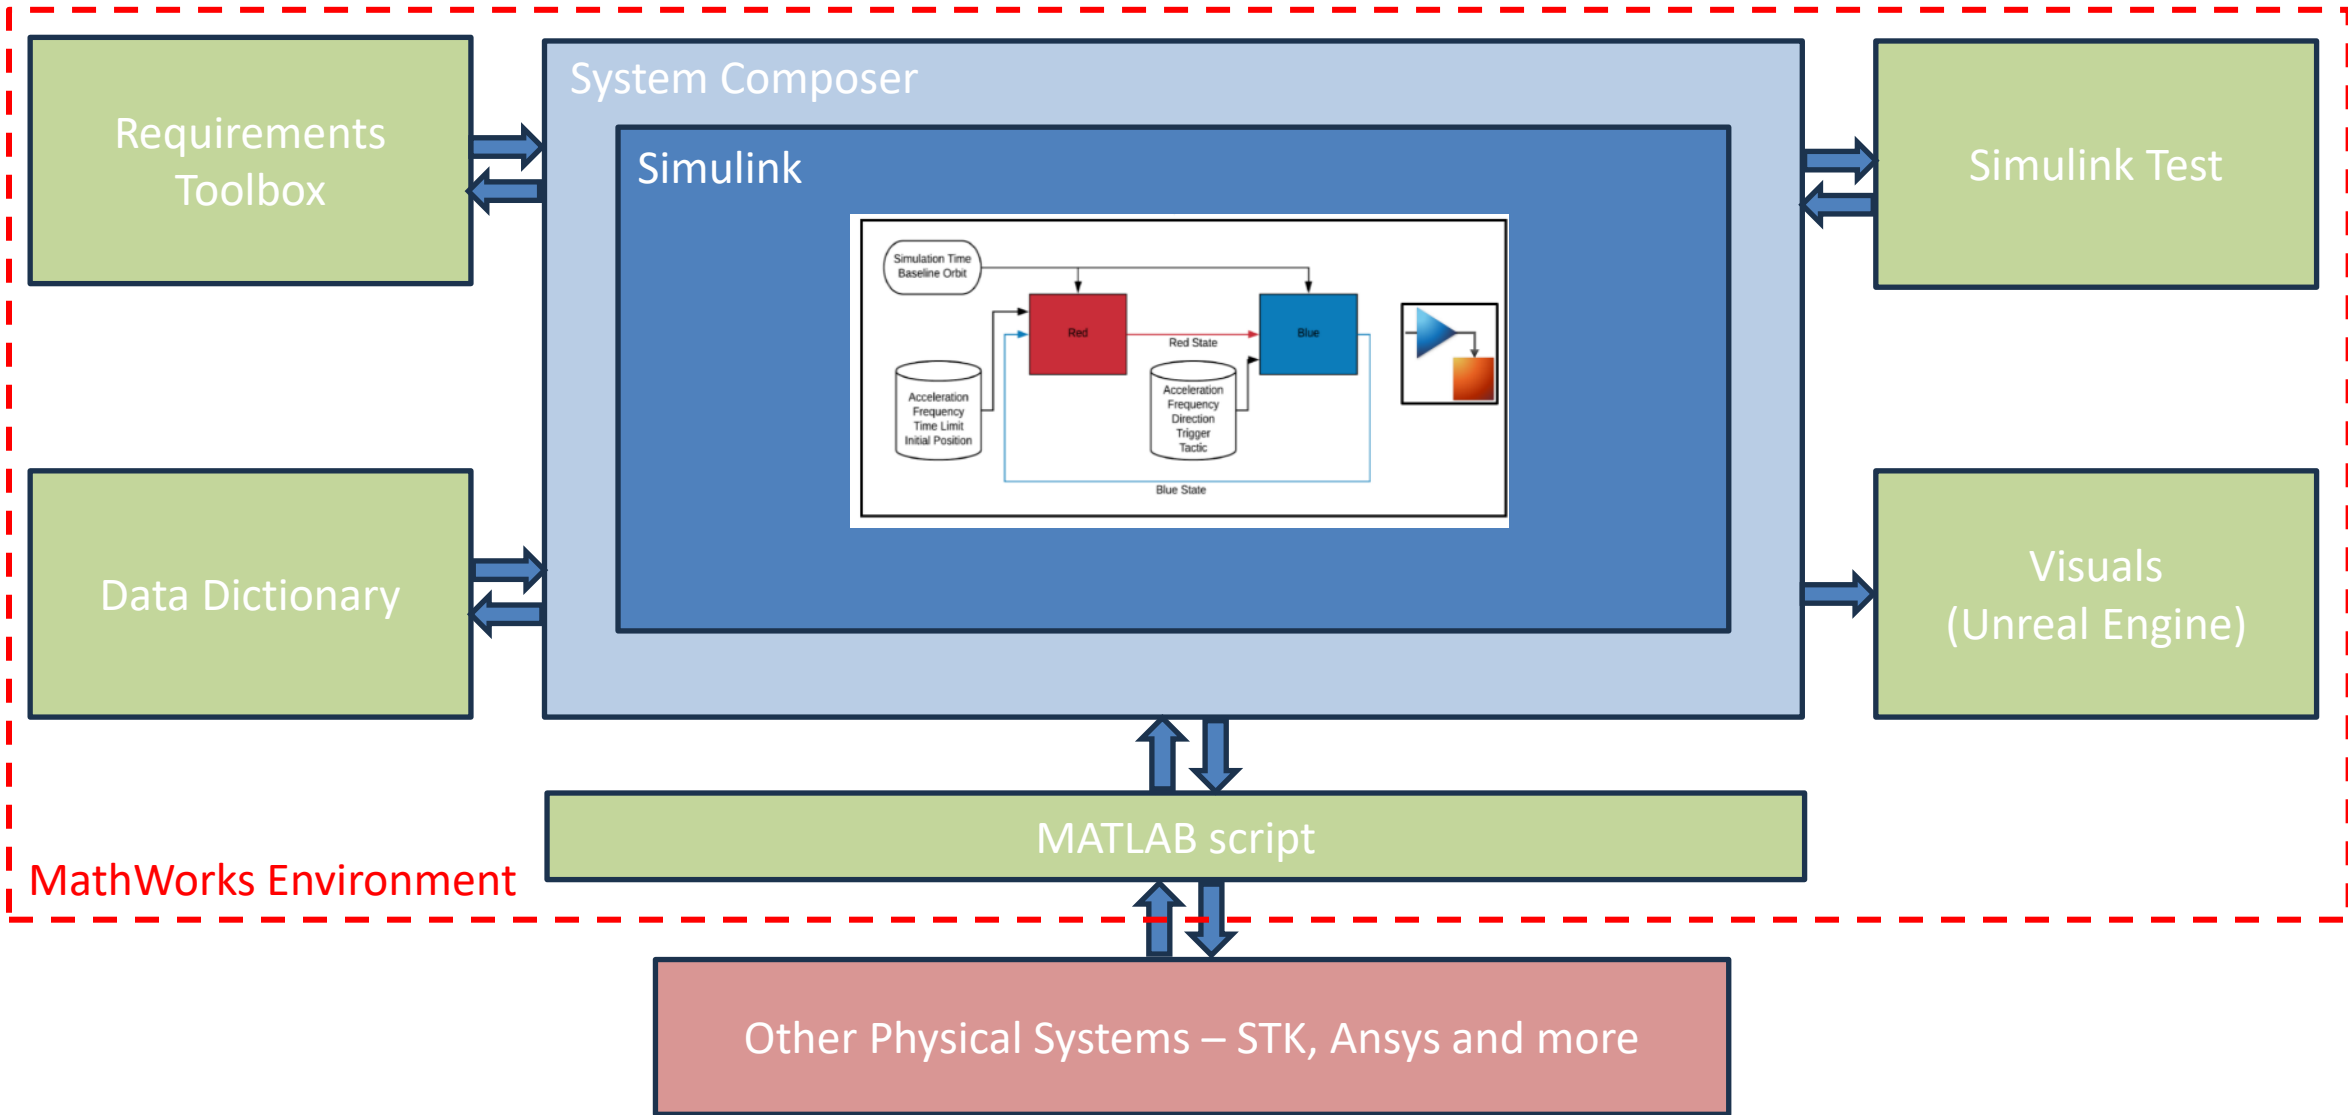 Requirements
Toolbox
System Composer
Simulink
Simulation Time
Baseline Orbit
Red
Red State
Blue
Acceleration
Frequency
Time Limit
Initial Position
Acceleration
Frequency
Direction
Trigger
Tactic
Blue State
Simulink Test
Data Dictionary
Visuals
(Unreal Engine)
MATLAB script
MathWorks Environment
Other Physical Systems – STK, Ansys and more